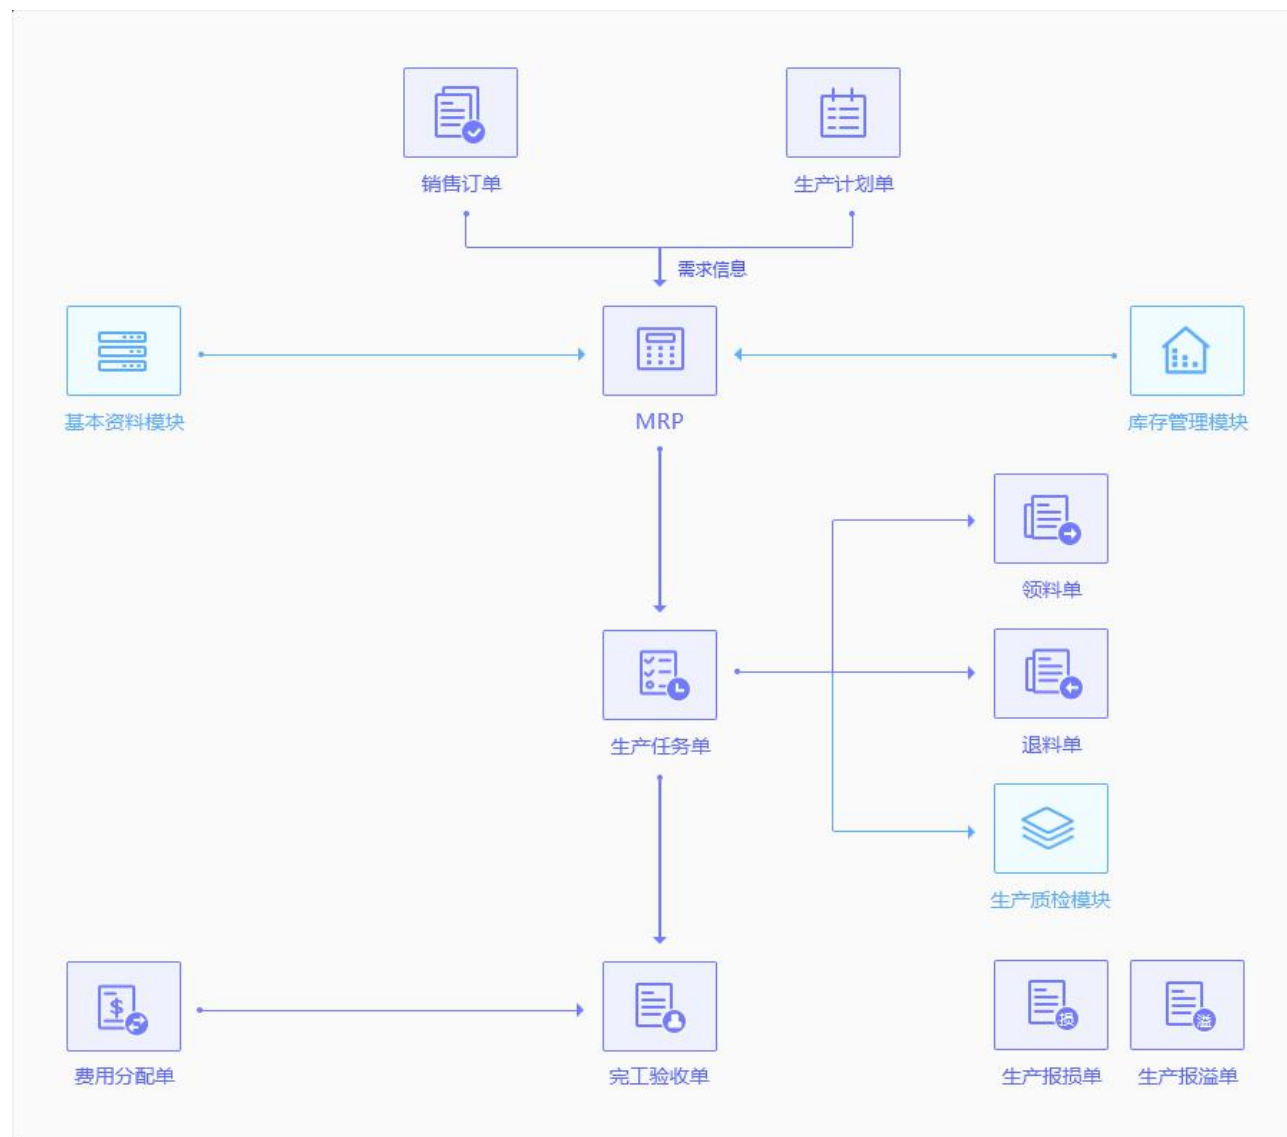 销售订单
生产计划单
需求信息
基本资料模块
MRP
库存管理模块
领料单
生产任务单
退料单
生产质检模块
$
损
溢
费用分配单
完工验收单
生产报损单
生产报溢单